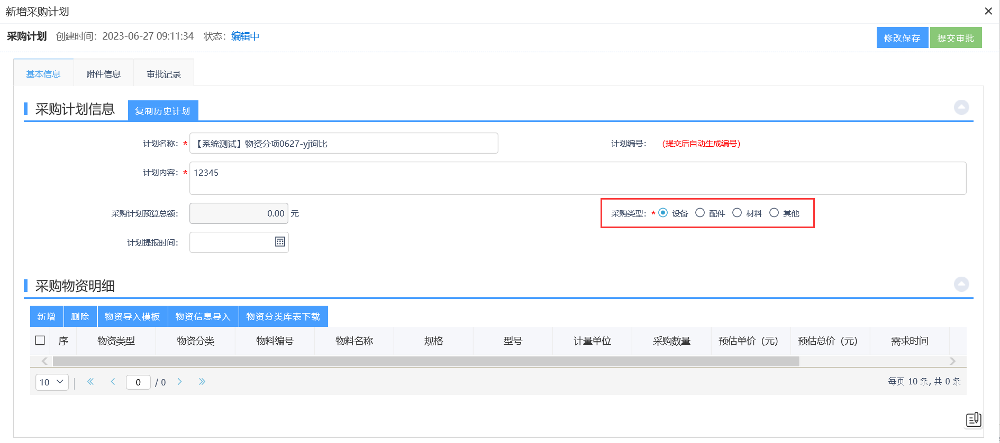 新增采购计划
采购计划 创建时间：2023-06-27 09:11:34 状态：编辑中 修改保存 提交审批
基本信息 附件信息 审批记录
采购计划信息 复制历史计划
计划名称：* 【系统测试】物资分项0627-yj询比 计划编号： (提交后自动生成编号)
计划内容：* 12345
采购计划预算总额： 0.00 元 采购类型：* 设备 配件 材料 其他
计划提报时间：
采购物资明细
新增 删除 物资导入模板 物资信息导入 物资分类库表下载
序 物资类型 物资分类 物料编号 物料名称 规格 型号 计量单位 采购数量 预估单价（元） 预估总价（元） 需求时间
10 0 / 0 每页 10 条, 共 0 条